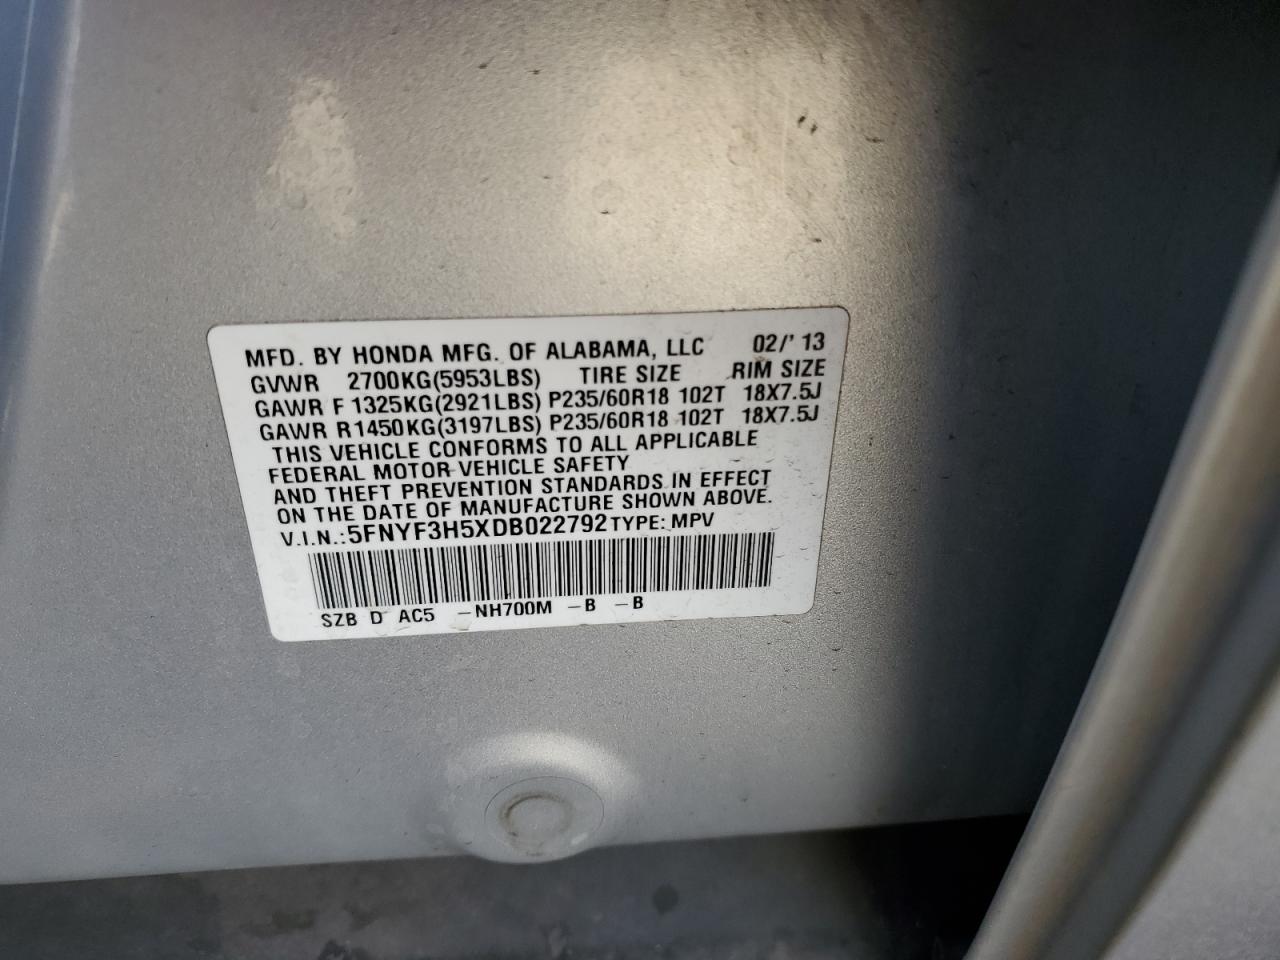 MFD. BY HONDA MFG. OF ALABAMA, LLC 02/'13
GVWR 2700KG(5953LBS) TIRE SIZE RIM SIZE
GAWR F 1325KG(2921LBS) P235/60R18 102T 18X7.5J
GAWR R1450KG(3197LBS) P235/60R18 102T 18X7.5J
THIS VEHICLE CONFORMS TO ALL APPLICABLE
FEDERAL MOTOR VEHICLE SAFETY
AND THEFT PREVENTION STANDARDS IN EFFECT
ON THE DATE OF MANUFACTURE SHOWN ABOVE.
V.I.N.:5FNYF3H5XDB022792 TYPE: MPV
SZB D AC5 -NH700M -B -B